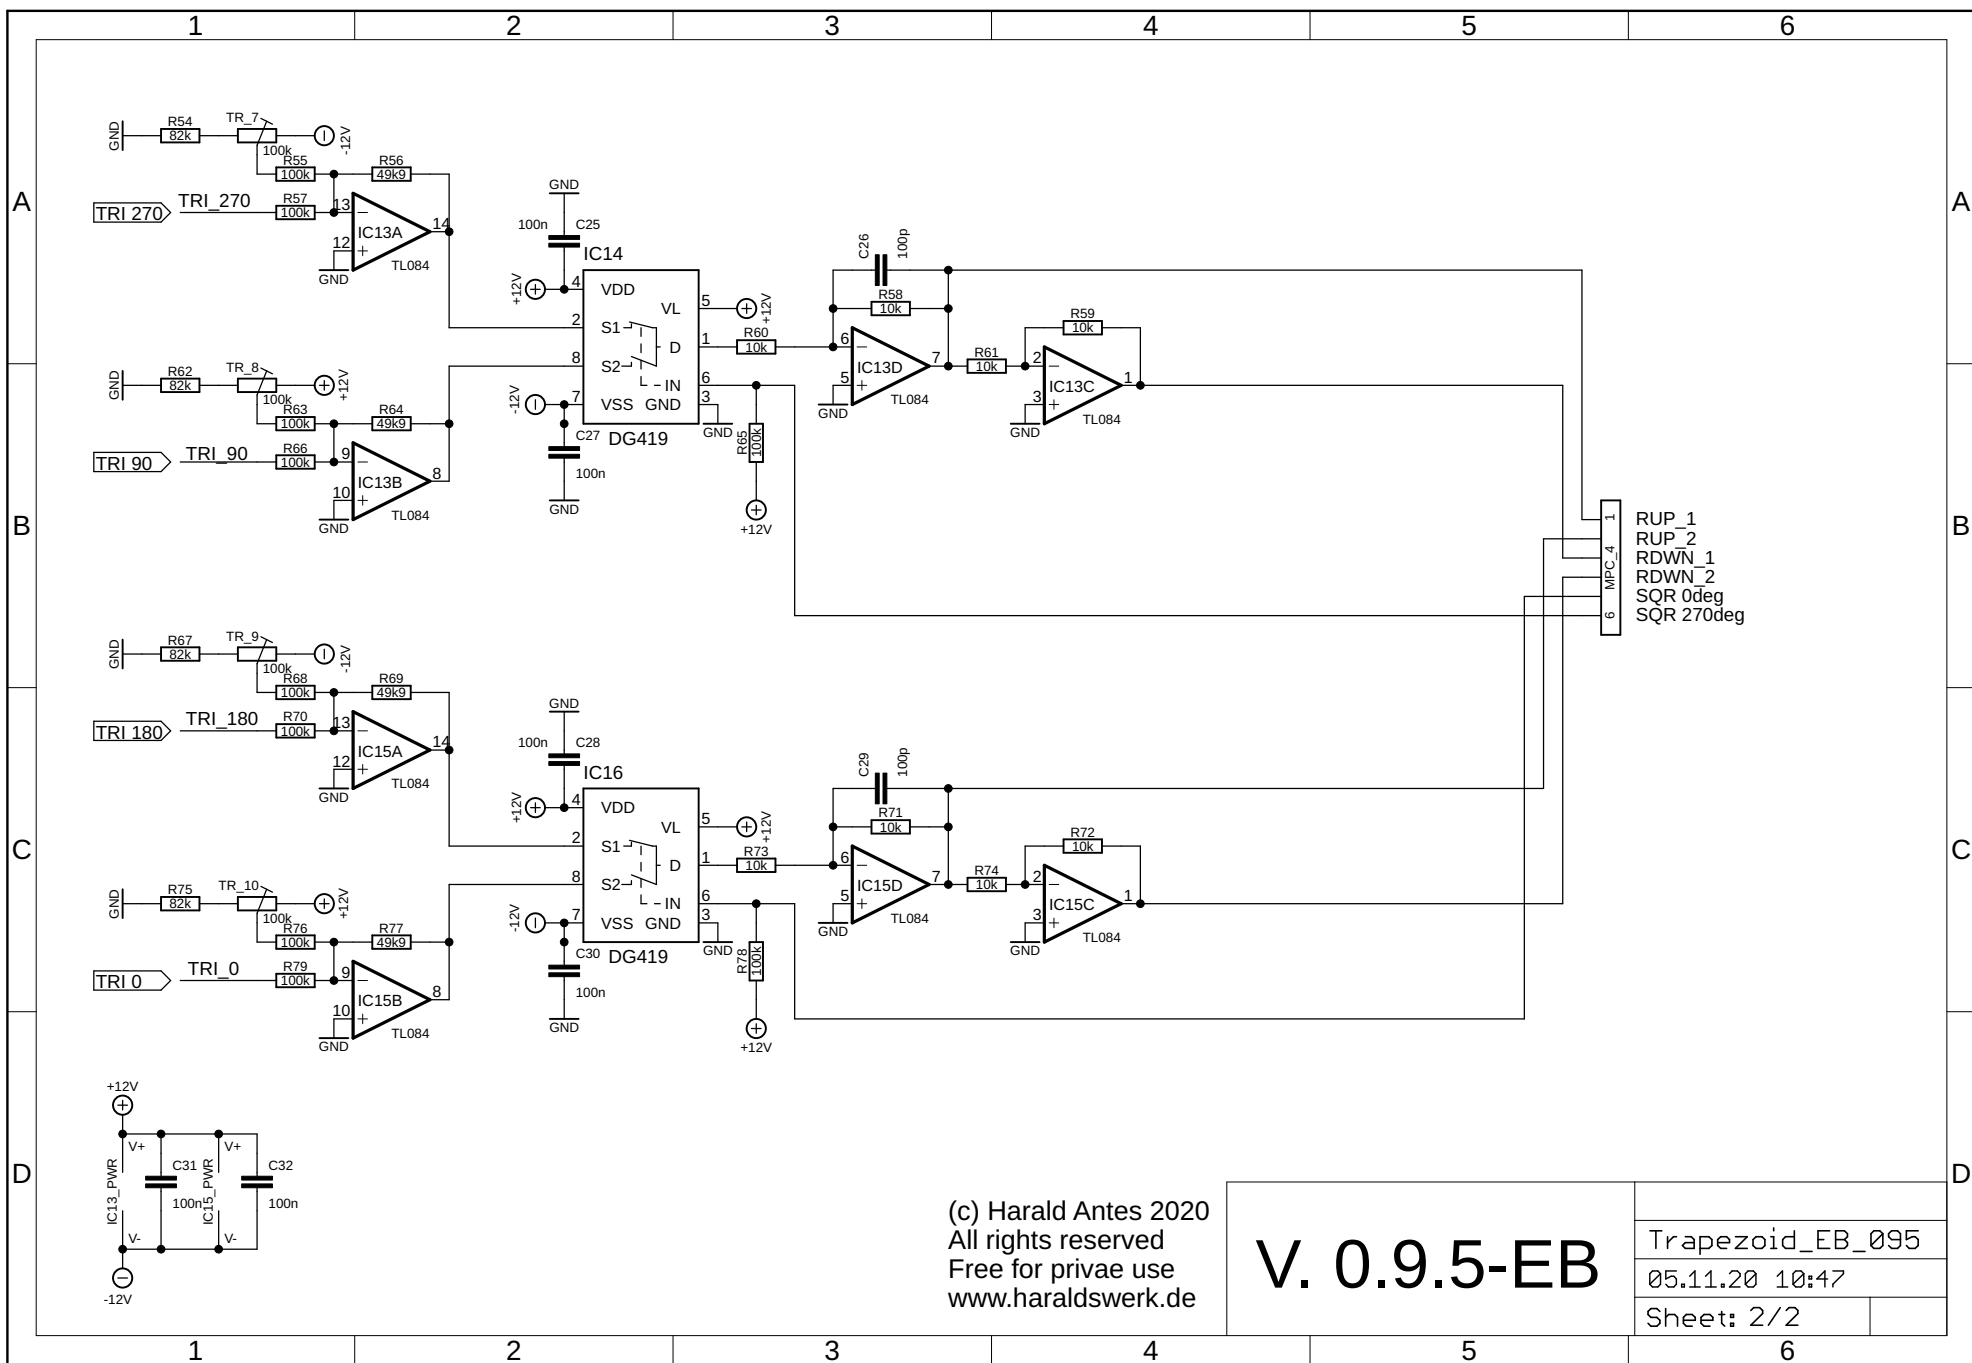 1 2 3 4 5 6
A A
B B
C C
D D
GND
R54
82k
TR_7
100k
-12V
R55
100k
R56
49k9
TRI 270
TRI_270
R57
100k
13
12
14
IC13A
TL084
GND
GND
R62
82k
TR_8
100k
+12V
R63
100k
R64
49k9
TRI 90
TRI_90
R66
100k
9
10
8
IC13B
TL084
GND
GND
100n
C25
IC14
+12V
4
VDD
VL
5
+12V
2
S1
D
1
8
S2
IN
6
-12V
7
VSS
GND
3
GND
DG419
C27
100n
GND
R60
10k
R65
100k
+12V
C26
100p
R58
10k
6
5
7
IC13D
TL084
GND
R61
10k
R59
10k
2
3
1
IC13C
TL084
GND
1
MPC_4
6
RUP_1
RUP_2
RDWN_1
RDWN_2
SQR 0deg
SQR 270deg
GND
R67
82k
TR_9
100k
-12V
R68
100k
R69
49k9
TRI 180
TRI_180
R70
100k
13
12
14
IC15A
TL084
GND
GND
R75
82k
TR_10
100k
+12V
R76
100k
R77
49k9
TRI 0
TRI_0
R79
100k
9
10
8
IC15B
TL084
GND
GND
100n
C28
IC16
+12V
4
VDD
VL
5
+12V
2
S1
D
1
8
S2
IN
6
-12V
7
VSS
GND
3
GND
DG419
C30
100n
GND
R73
10k
R78
100k
+12V
C29
100p
R71
10k
6
5
7
IC15D
TL084
GND
R74
10k
R72
10k
2
3
1
IC15C
TL084
GND
+12V
V+
V+
IC13_PWR
C31
100n
IC15_PWR
C32
100n
V-
V-
-12V
(c) Harald Antes 2020
All rights reserved
Free for privae use
www.haraldswerk.de
V. 0.9.5-EB
Trapezoid_EB_095
05.11.20 10:47
Sheet: 2/2
1 2 3 4 5 6